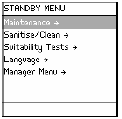 STANDBY MENU
Maintenance →
Sanitise/Clean →
Suitability Tests →
Language →
Manager Menu →